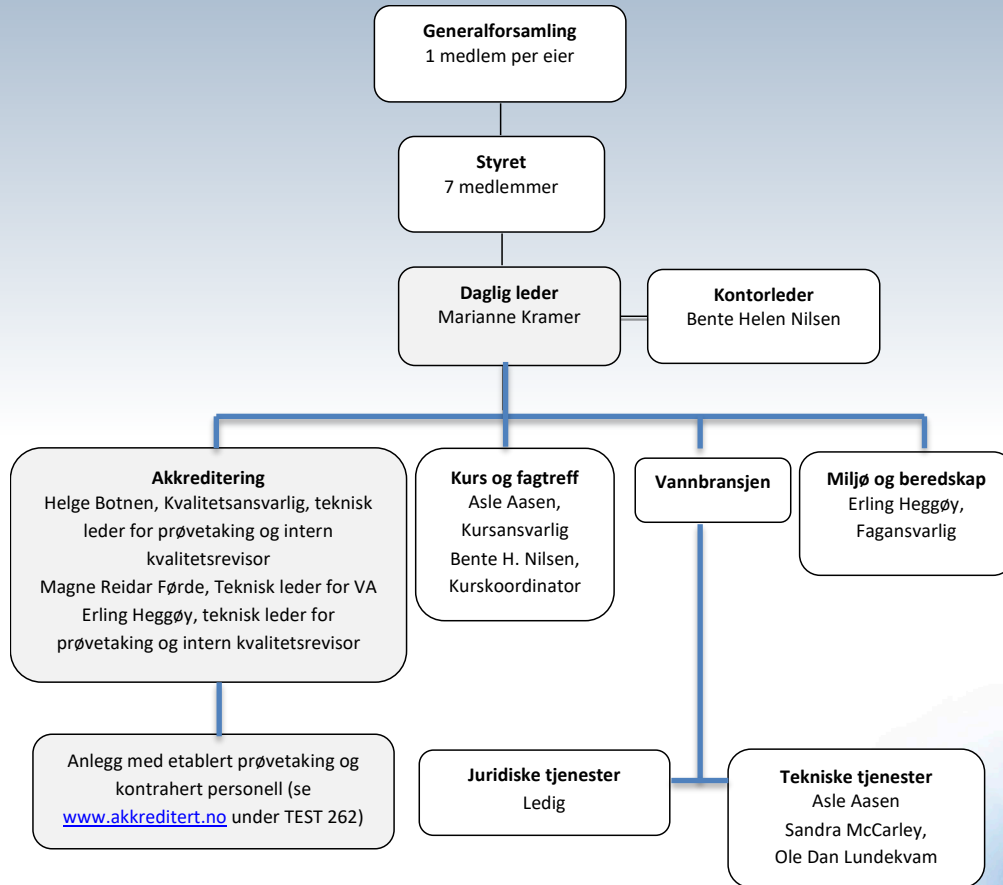 Generalforsamling
1 medlem per eier
Styret
7 medlemmer
Daglig leder
Marianne Kramer
Kontorleder
Bente Helen Nilsen
Akkreditering
Helge Botnen, Kvalitetsansvarlig, teknisk
leder for prøvetaking og intern
kvalitetsrevisor
Magne Reidar Førde, Teknisk leder for VA
Erling Heggøy, teknisk leder for
prøvetaking og intern kvalitetsrevisor
Kurs og fagtreff
Asle Aasen,
Kursansvarlig
Bente H. Nilsen,
Kurskoordinator
Vannbransjen
Miljø og beredskap
Erling Heggøy,
Fagansvarlig
Anlegg med etablert prøvetaking og
kontrahert personell (se
www.akkreditert.no under TEST 262)
Juridiske tjenester
Ledig
Tekniske tjenester
Asle Aasen
Sandra McCarley,
Ole Dan Lundekvam